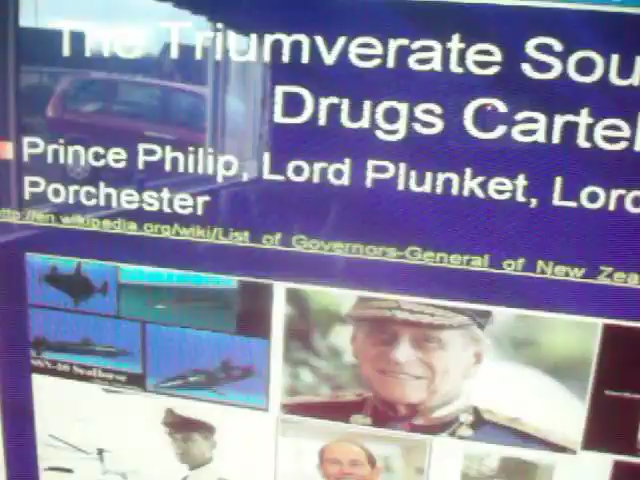 The Triumverate Sou
Drugs Cartel
Prince Philip, Lord Plunket, Lord
Porchester
http://en.wikipedia.org/wiki/List_of_Governors-General_of_New_Zea